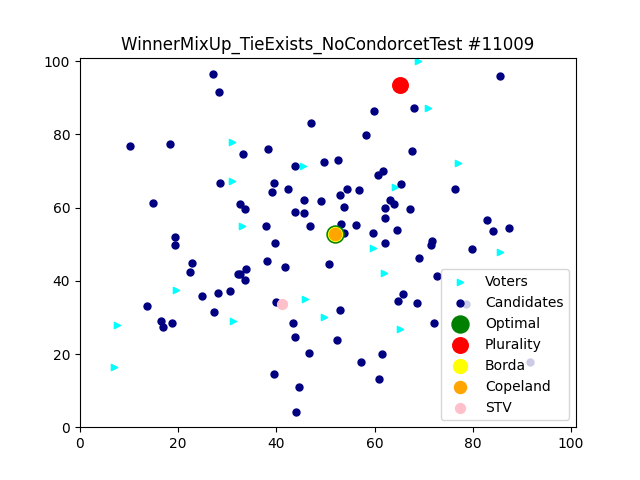 WinnerMixUp_TieExists_NoCondorcetTest #11009
100
80
60
40
20
0
0 20 40 60 80 100
Voters
Candidates
Optimal
Plurality
Borda
Copeland
STV